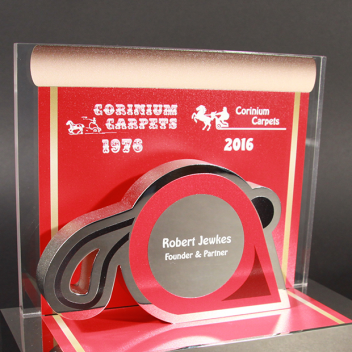 CORINIUM
CARPETS
1976
Corinium
Carpets
2016
Robert Jewkes
Founder & Partner